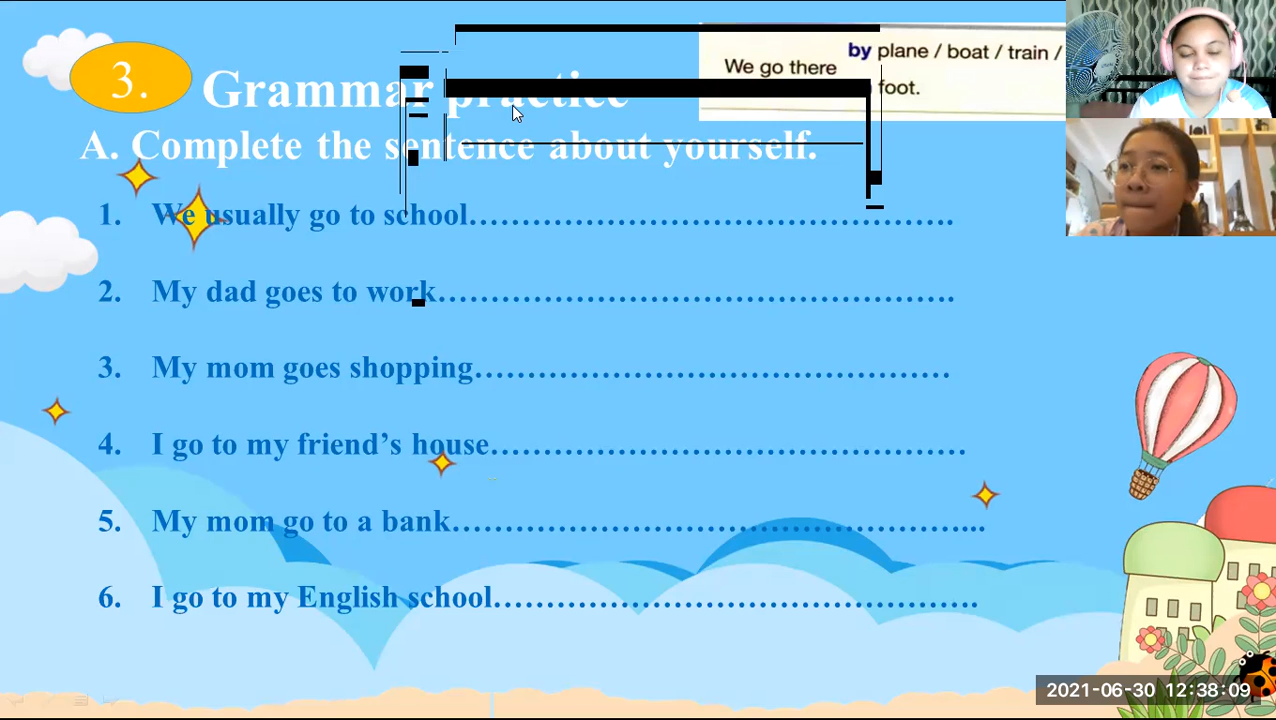 3. Grammar practice
We go there by plane / boat / train /
foot.
A. Complete the sentence about yourself.
1. We usually go to school……………………………………………….
2. My dad goes to work……………………………………………….
3. My mom goes shopping………………………………………
4. I go to my friend’s house……………………………………….
5. My mom go to a bank…………………………………………...
6. I go to my English school……………………………………….
2021-06-30 12:38:09